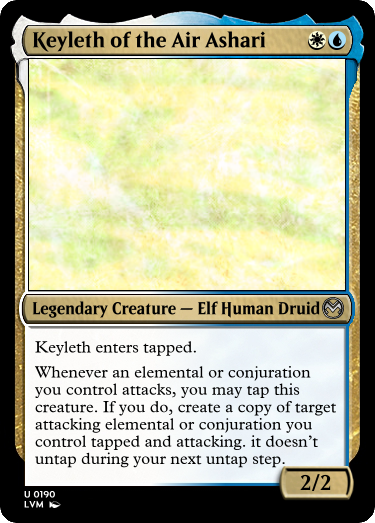 Keyleth of the Air Ashari
Legendary Creature — Elf Human Druid
Keyleth enters tapped.
Whenever an elemental or conjuration
you control attacks, you may tap this
creature. If you do, create a copy of target
attacking elemental or conjuration you
control tapped and attacking. it doesn't
untap during your next untap step.
2/2
U 0190
LVM